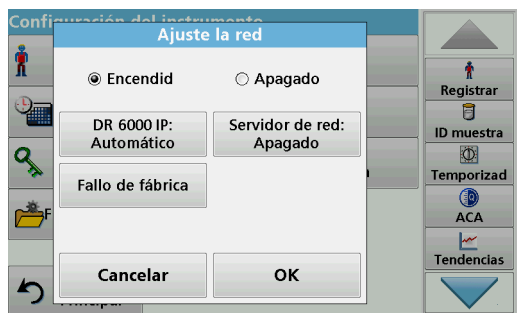 Configuración del instrumento
Ajuste la red
Encendid
Apagado
DR 6000 IP:
Automático
Servidor de red:
Apagado
Fallo de fábrica
Cancelar
OK
Principal
Registrar
ID muestra
Temporizad
ACA
Tendencias